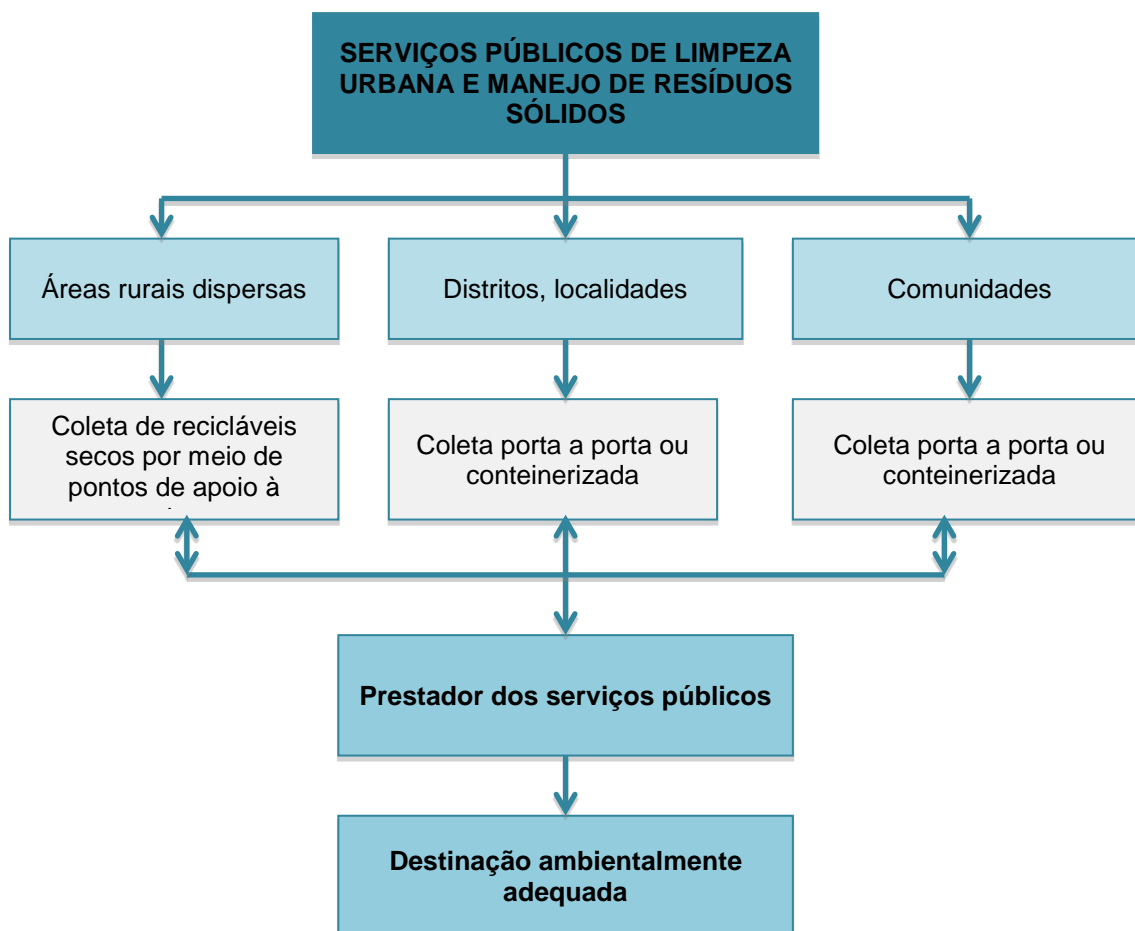 SERVIÇOS PÚBLICOS DE LIMPEZA
URBANA E MANEJO DE RESÍDUOS
SÓLIDOS
Áreas rurais dispersas
Distritos, localidades
Comunidades
Coleta de recicláveis
secos por meio de
pontos de apoio à
Coleta porta a porta ou
conteinerizada
Coleta porta a porta ou
conteinerizada
Prestador dos serviços públicos
Destinação ambientalmente
adequada